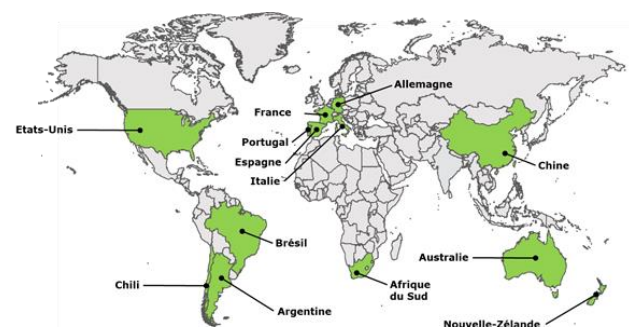 Allemagne
France
Etats-Unis
Portugal
Espagne
Italie
Chine
Brésil
Australie
Chili
Argentine
Afrique
du Sud
Nouvelle-Zélande